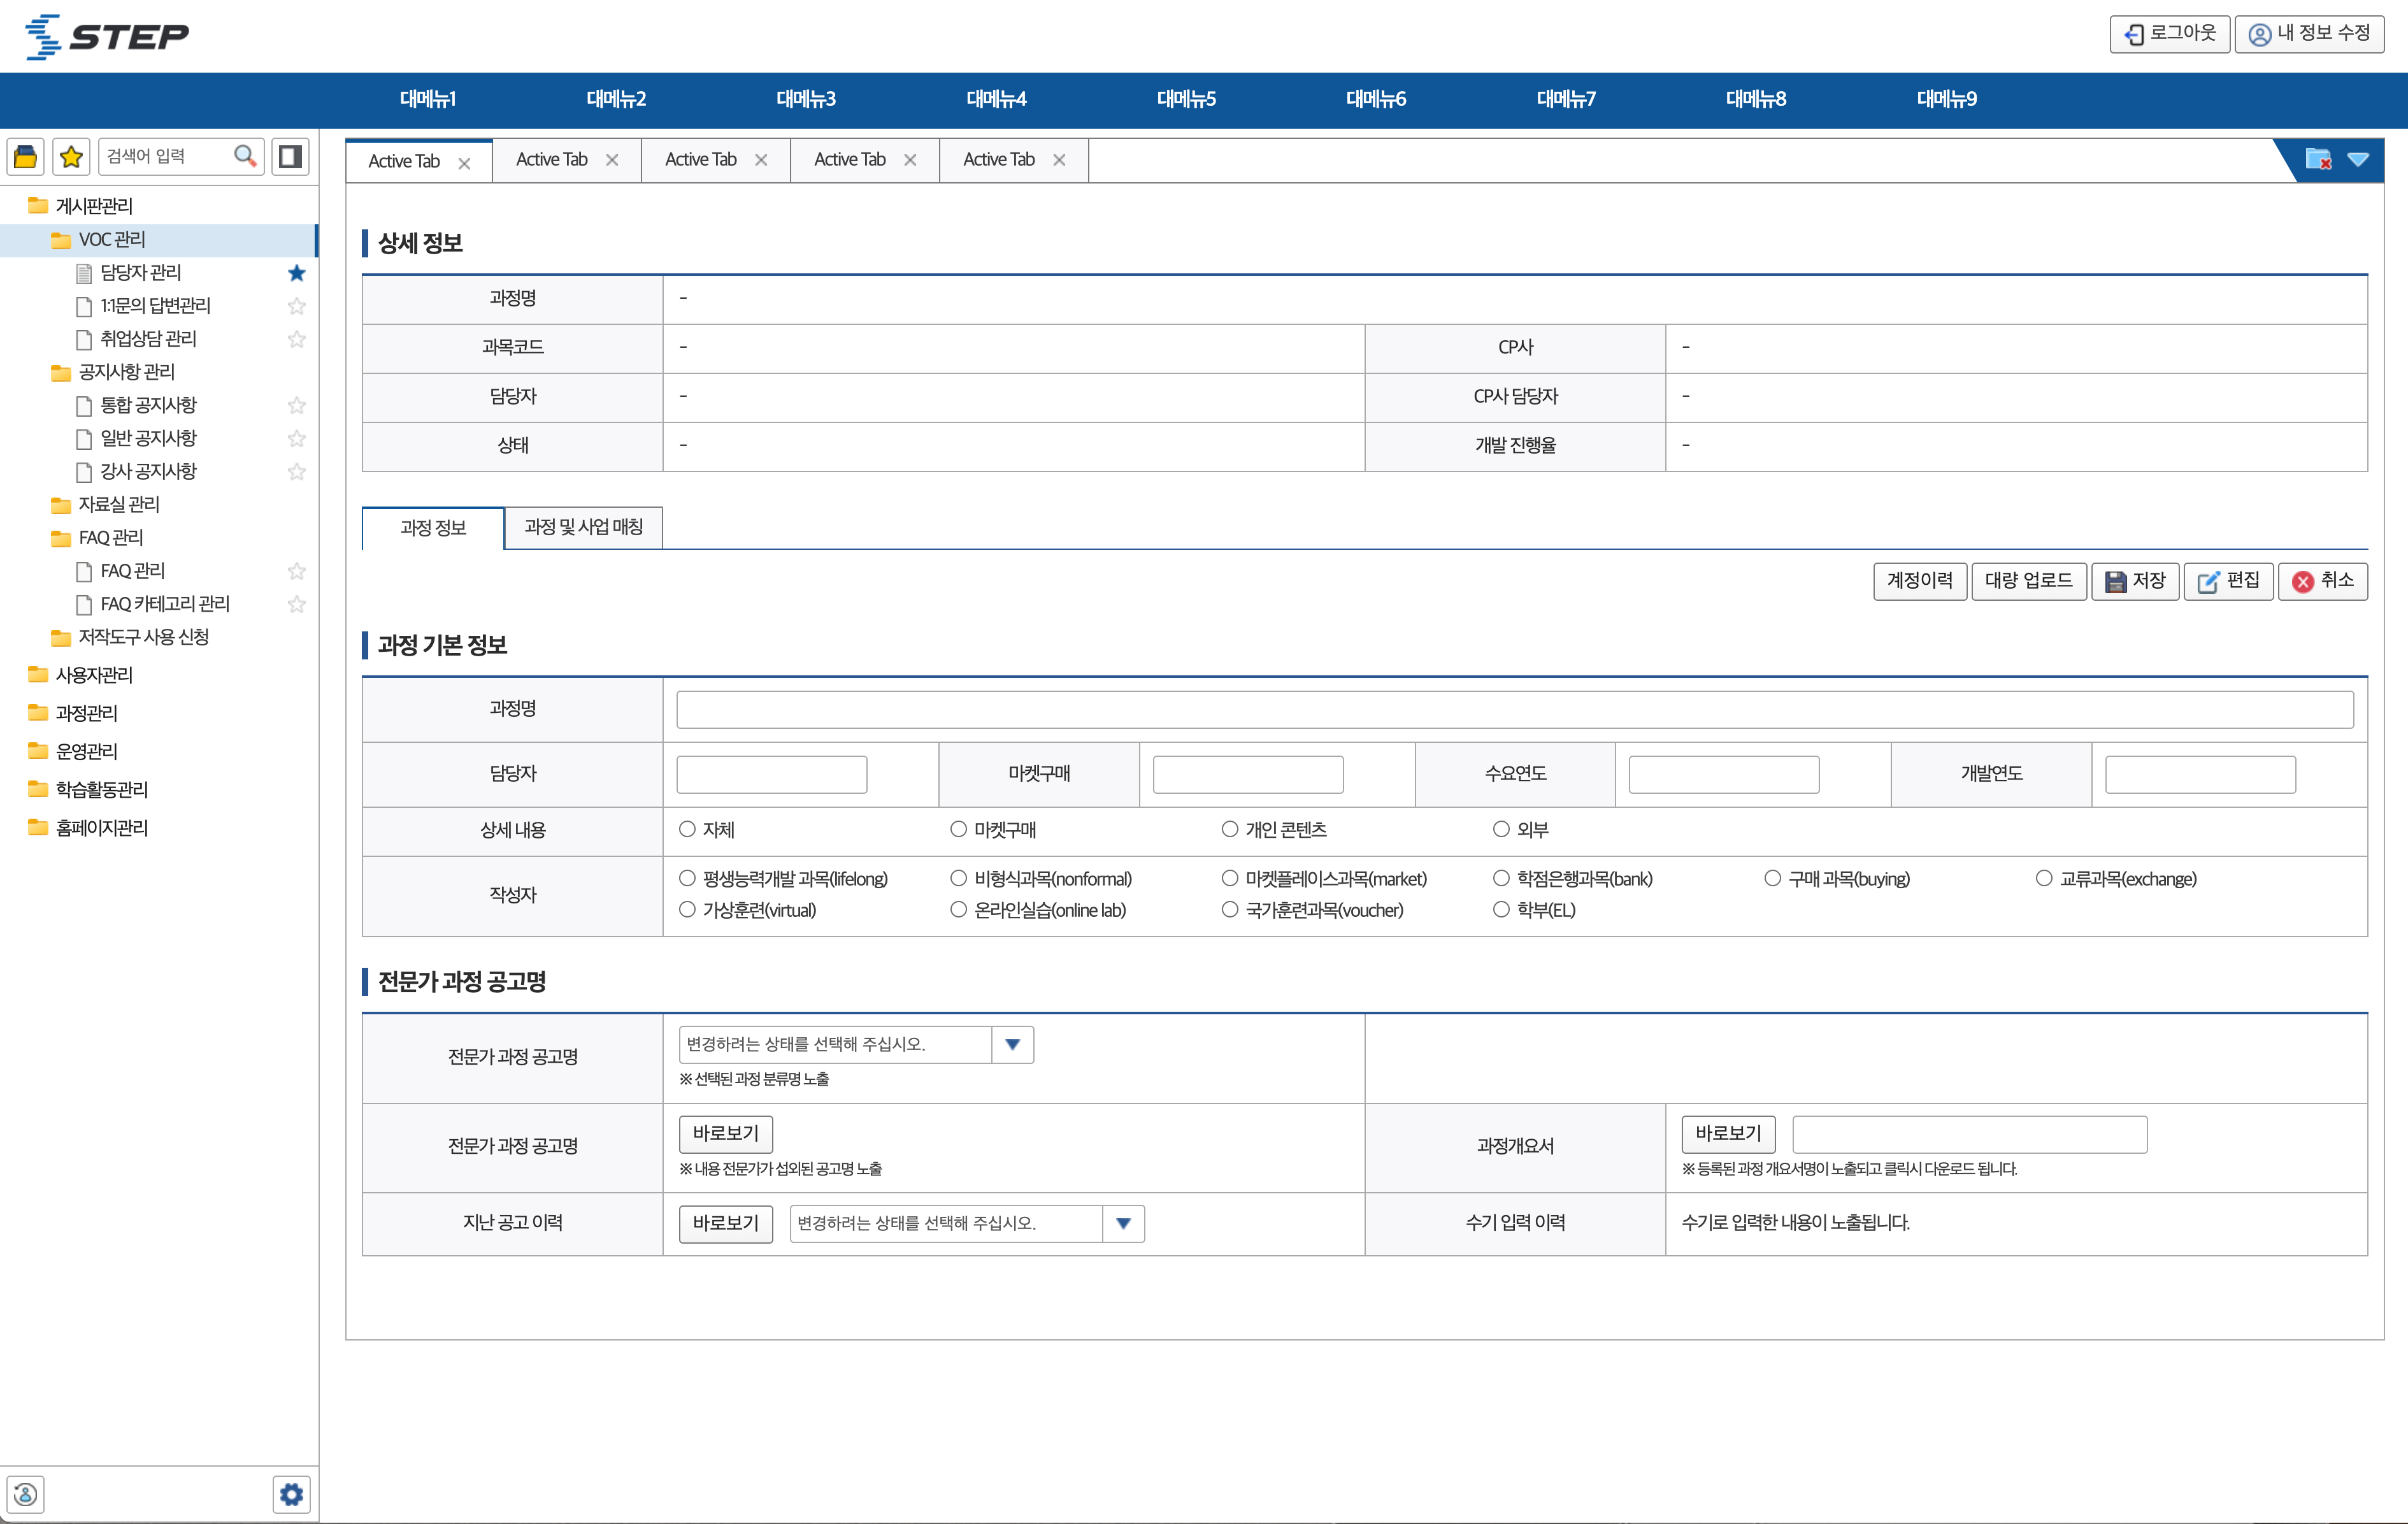 STEP
로그아웃
내 정보 수정
대메뉴1 대메뉴2 대메뉴3 대메뉴4 대메뉴5 대메뉴6 대메뉴7 대메뉴8 대메뉴9
검색어 입력
게시판관리
VOC 관리
담당자 관리
1:1문의 답변관리
취업상담 관리
공지사항 관리
통합 공지사항
일반 공지사항
강사 공지사항
자료실 관리
FAQ 관리
FAQ 관리
FAQ 카테고리 관리
저작도구 사용 신청
사용자관리
과정관리
운영관리
학습활동관리
홈페이지관리
Active Tab Active Tab Active Tab Active Tab Active Tab
상세 정보
과정명 -
과목코드 - CP사 -
담당자 - CP사 담당자 -
상태 - 개발 진행율 -
과정 정보 과정 및 사업 매칭
계정이력 대량 업로드 저장 편집 취소
과정 기본 정보
과정명
담당자 마켓구매 수요연도 개발연도
상세 내용 자체 마켓구매 개인 콘텐츠 외부
작성자
평생능력개발 과목(lifelong) 비형식과목(nonformal) 마켓플레이스과목(market) 학점은행과목(bank) 구매 과목(buying) 교류과목(exchange)
가상훈련(virtual) 온라인실습(online lab) 국가훈련과목(voucher) 학부(EL)
전문가 과정 공고명
전문가 과정 공고명 변경하려는 상태를 선택해 주십시오.
※ 선택된 과정 분류명 노출
전문가 과정 공고명 바로보기 과정개요서 바로보기
※ 내용 전문가가 섭외된 공고명 노출 ※ 등록된 과정 개요서명이 노출되고 클릭시 다운로드 됩니다.
지난 공고 이력 바로보기 변경하려는 상태를 선택해 주십시오. 수기 입력 이력 수기로 입력한 내용이 노출됩니다.